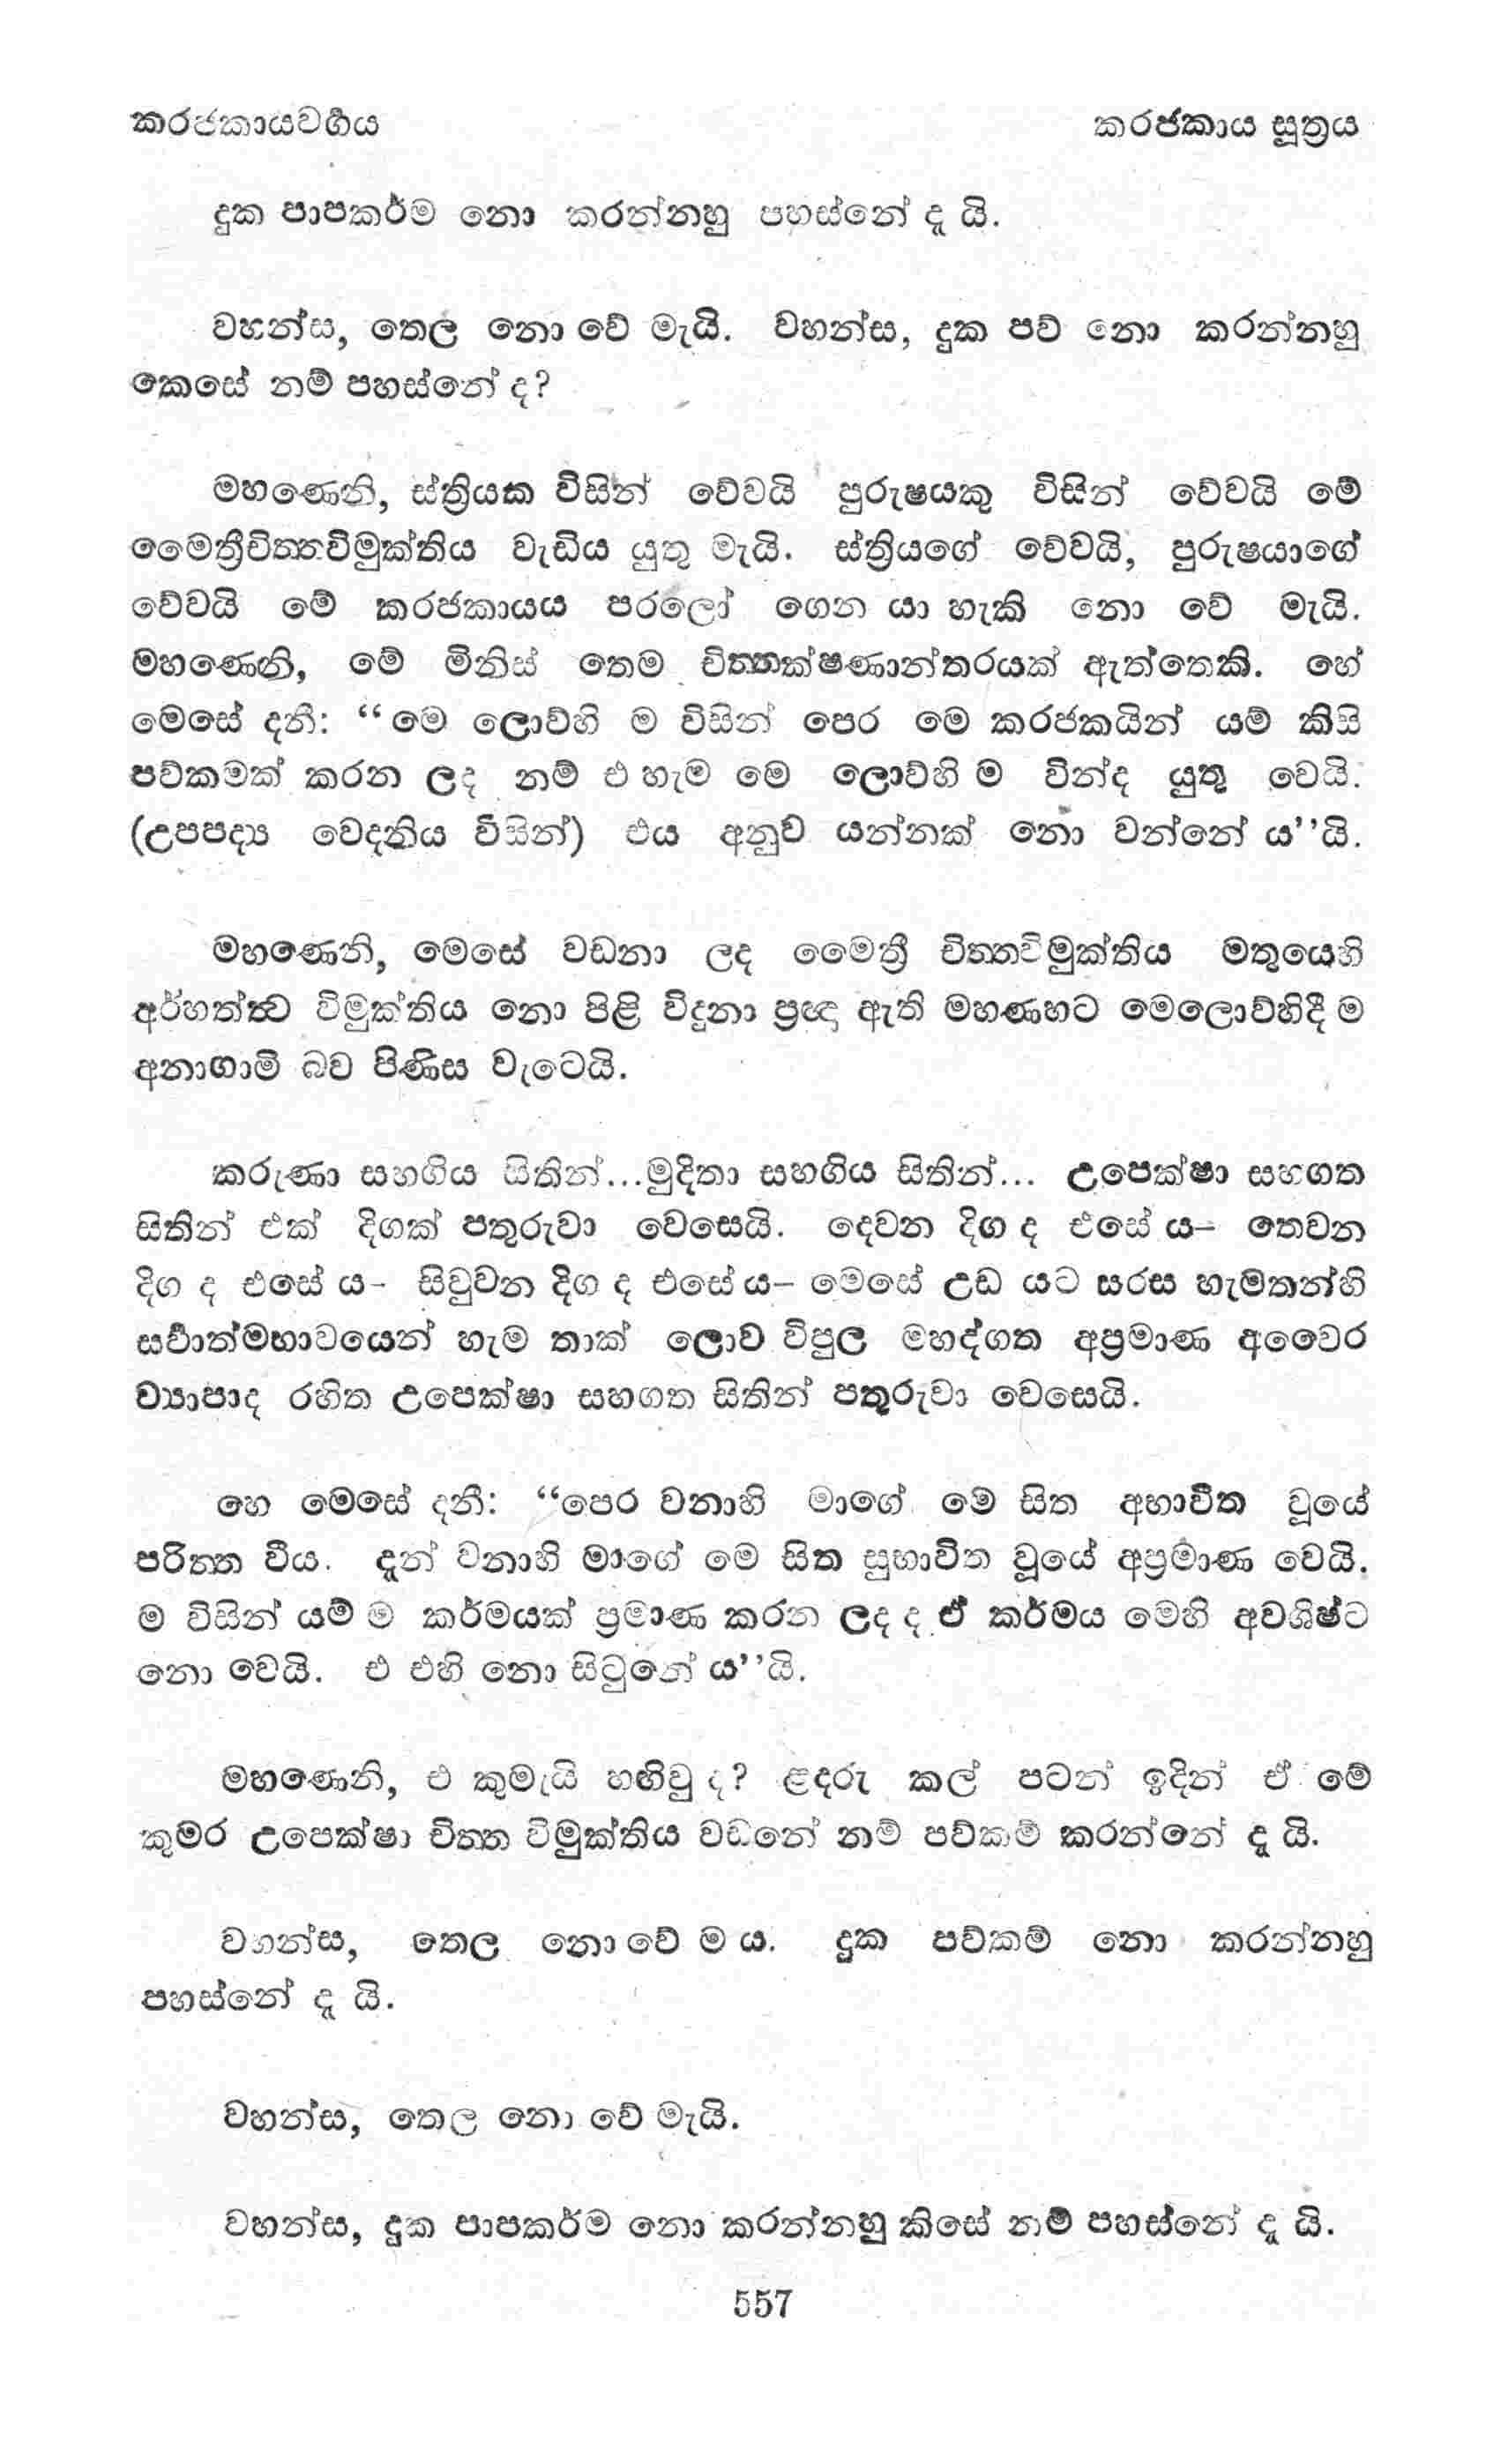 කරජකායවර්‍ගය
කරජකාය සූත්‍රය
දුක පාපකර්ම නො කරන්නහු පහස්නේ දූ යි.
වහන්ස, තෙල නො වේ මැයි. වහන්ස, දුක පව් නො කරන්නහු
කෙසේ නම් පහස්නේ ද?
මහණෙනි, ස්ත්‍රියක විසින් වේවයි පුරුෂයකු විසින් වේවයි මේ
මෛත්‍රීචිත්තවිමුක්තිය වැඩිය යුතු මැයි. ස්ත්‍රියගේ වේවයි, පුරුෂයාගේ
වේවයි මේ කරජකායය පරලෝ ගෙන යා හැකි නො වේ මැයි.
මහණෙනි, මේ මිනිස් තෙම චිත්තක්ෂණාන්තරයක් ඇත්තෙකි. හේ
මෙසේ දනී: “මෙ ලොව්හි ම විසින් පෙර මෙ කරජකයින් යම් කිසි
පව්කමක් කරන ලද නම් එ හැම මෙ ලොව්හි ම වින්ද යුතු වෙයි.
(උපපද්‍ය වෙදනිය විසින්) එය අනුව යන්නක් නො වන්නේ ය’’යි.
මහණෙනි, මෙසේ වඩනා ලද මෛත්‍රී චිත්තවිමුක්තිය මතුයෙහි
අර්හත්ත්‍ව විමුක්තිය නො පිළි විදුනා ප්‍රඥා ඇති මහණහට මෙලොව්හිදී ම
අනාගාමි බව පිණිස වැටෙයි.
කරුණා සහගිය සිතින්...මුදිතා සහගිය සිතින්... උපෙක්ෂා සහගත
සිතින් එක් දිගක් පතුරුවා වෙසෙයි. දෙවන දිග ද එසේ ය– තෙවන
දිග ද එසේ ය- සිවුවන දිග ද එසේ ය– මෙසේ උඩ යට සරස හැමතන්හි
සර්‍වාත්මභාවයෙන් හැම තාක් ලොව විපුල මහද්ගත අප්‍රමාණ අවෛර
ව්‍යාපාද රහිත උපෙක්ෂා සහගත සිතින් පතුරුවා වෙසෙයි.
හෙ මෙසේ දනී: “පෙර වනාහි මාගේ මේ සිත අභාවිත වූයේ
පරිත්ත වීය. දැන් වනාහි මාගේ මෙ සිත සුභාවිත වූයේ අප්‍රමාණ වෙයි.
ම විසින් යම් ම කර්මයක් ප්‍රමාණ කරන ලද ද ඒ කර්මය මෙහි අවශිෂ්ට
නො වෙයි. එ එහි නො සිටුනේ ය’’යි.
මහණෙනි, එ කුමැයි හඟිවු ද? ළදරු කල් පටන් ඉදින් ඒ මේ
කුමර උපෙක්ෂා චිත්ත විමුක්තිය වඩනේ නම් පව්කම් කරන්නේ දූ යි.
වහන්ස, තෙල නො වේ ම ය. දුක පව්කම් නො කරන්නහු
පහස්නේ දූ යි.
වහන්ස, තෙල නො වේ මැයි.
වහන්ස, දුක පාපකර්ම නො කරන්නහු කිසේ නම් පහස්නේ දූ යි.
557